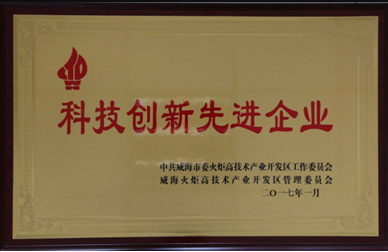 科技创新先进企业
中共威海市委火炬高技术产业开发区工作委员会
威海火炬高技术产业开发区管理委员会
二〇一七年一月